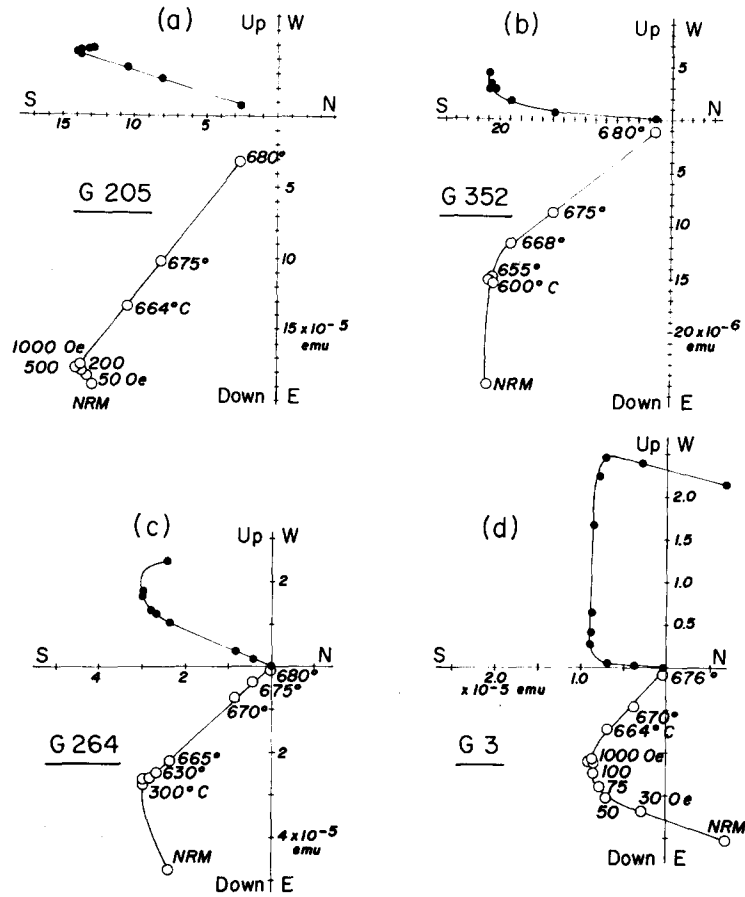 (a)
Up W
S N
15 10 5
680°
5
G 205
675°
10
664°C
15 x 10⁻⁵
emu
1000 Oe
500 200
50 Oe
NRM
Down E
(b)
Up W
5
S N
20
680°
5
G 352
675°
10
668°
655°
15
600°C
20 x 10⁻⁶
emu
NRM
Down E
(c)
Up W
2
S N
4 2
680°
675°
670°
G 264
665°
2
630°
300°C
4 x 10⁻⁵
emu
NRM
Down E
(d)
Up W
2.0
1.5
1.0
0.5
S N
2.0 1.0
x 10⁻⁵ emu
676°
670°
G 3
664°C
1000 Oe
100
75
50 30 Oe
NRM
Down E